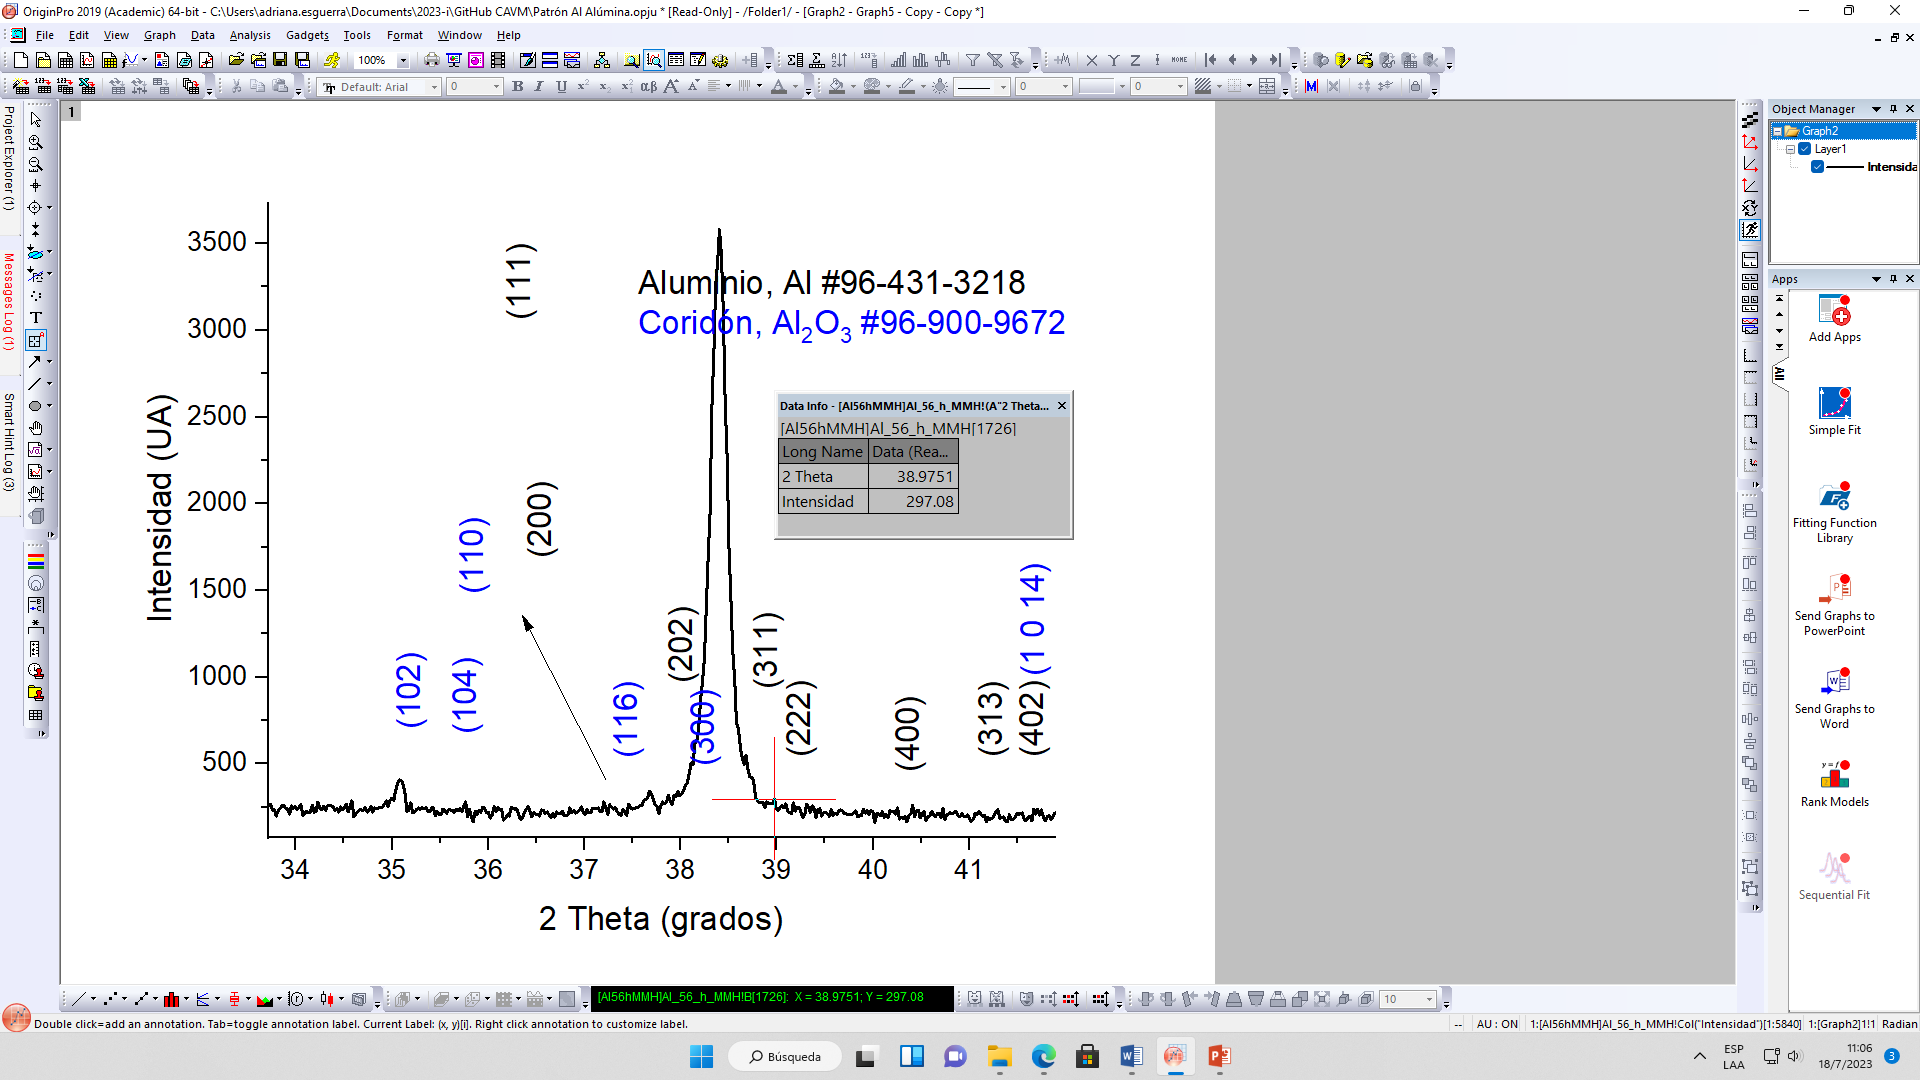 OriginPro 2019 (Academic) 64-bit - C:\Users\adriana.esguerra\Documents\2023-i\GitHub CAVM\Patrón Al Alúmina.opju * [Read-Only] - /Folder1/ - [Graph2 - Graph5 - Copy - Copy *]
File Edit View Graph Data Analysis Gadgets Tools Format Window Help
100%
Default: Arial 0 B I U αβ A A 0 0
X Y Z HOME
M
1
Project Explorer (1)
Messages Log (1)
Smart Hint Log (3)
3500
3000
2500
2000
1500
1000
500
Intensidad (UA)
34 35 36 37 38 39 40 41
2 Theta (grados)
Aluminio, Al #96-431-3218
Coridón, Al2O3 #96-900-9672
(111)
(200)
(110)
(102)
(104)
(116)
(202)
(300)
(311)
(222)
(400)
(313)
(402)
(1 0 14)
Data Info - [Al56hMMH]Al_56_h_MMH!(A"2 Theta...
[Al56hMMH]Al_56_h_MMH[1726]
Long Name Data (Rea...
2 Theta 38.9751
Intensidad 297.08
Object Manager
Graph2
Layer1
Intensida
Apps
All
Add Apps
Simple Fit
Fitting Function
Library
Send Graphs to
PowerPoint
Send Graphs to
Word
y = f
Rank Models
Sequential Fit
[Al56hMMH]Al_56_h_MMH!B[1726]: X = 38.9751; Y = 297.08
10
Double click=add an annotation. Tab=toggle annotation label. Current Label: (x, y)[i]. Right click annotation to customize label.
-- AU : ON 1:[Al56hMMH]Al_56_h_MMH!Col("Intensidad")[1:5840] 1:[Graph2]1!1 Radian
Búsqueda
ESP
LAA
11:06
18/7/2023
3